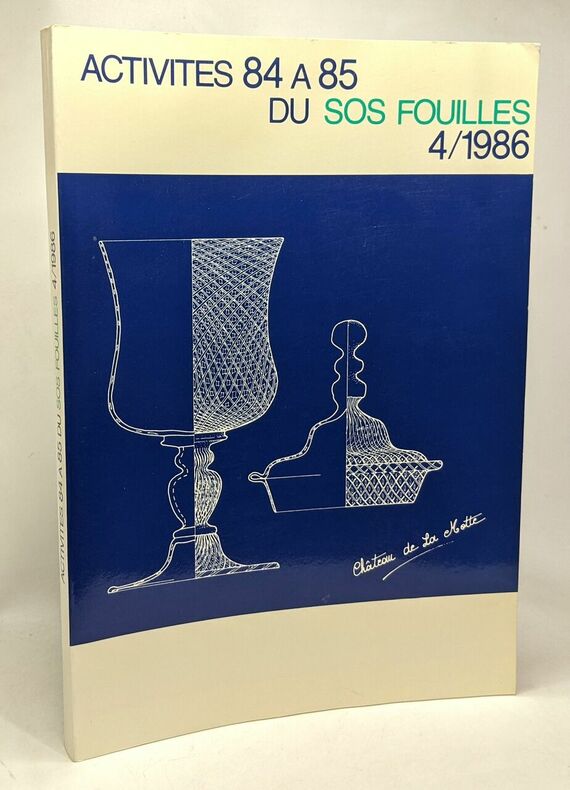 ACTIVITES 84 A 85
DU SOS FOUILLES
4/1986
Château de La Motte
ACTIVITES 84 A 85 DU SOS FOUILLES 4/1986